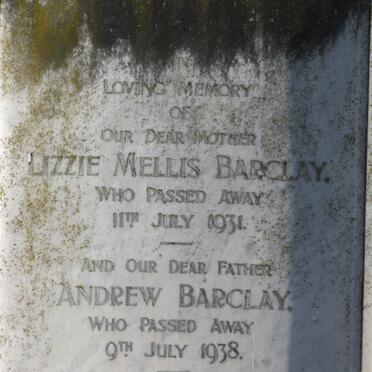 IN
LOVING MEMORY
OF
OUR DEAR MOTHER
LIZZIE MELLIS BARCLAY.
WHO PASSED AWAY
11TH JULY 1931.
AND OUR DEAR FATHER
ANDREW BARCLAY,
WHO PASSED AWAY
9TH JULY 1938.